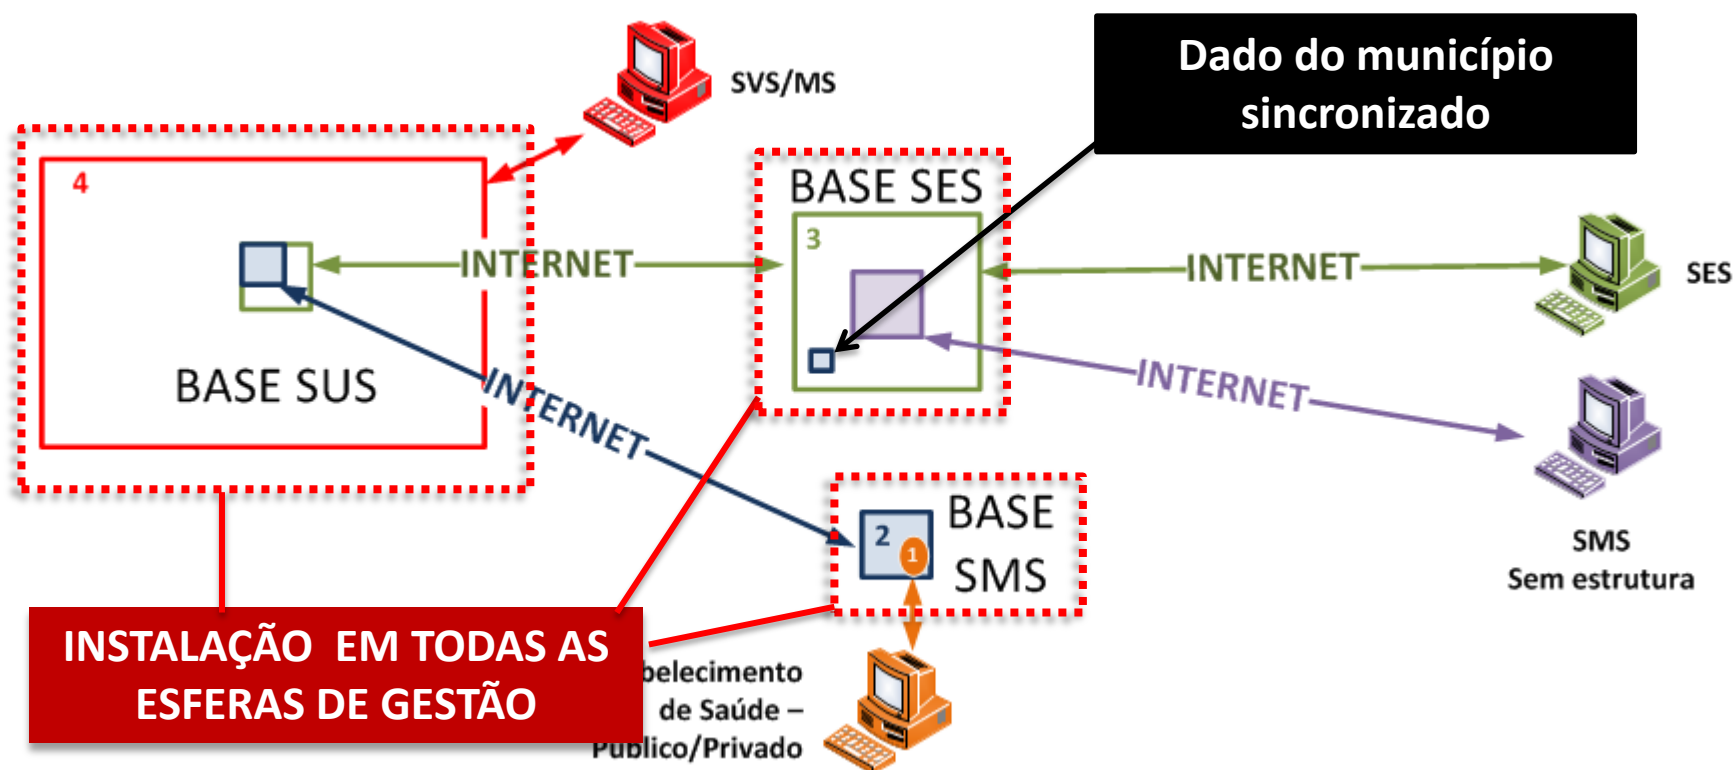 SVS/MS
Dado do município
sincronizado
4
BASE SUS
INTERNET
BASE SES
3
INTERNET
SES
INTERNET
INTERNET
SMS
Sem estrutura
2
1
BASE
SMS
INSTALAÇÃO EM TODAS AS
ESFERAS DE GESTÃO
belecimento
de Saúde –
Público/Privado